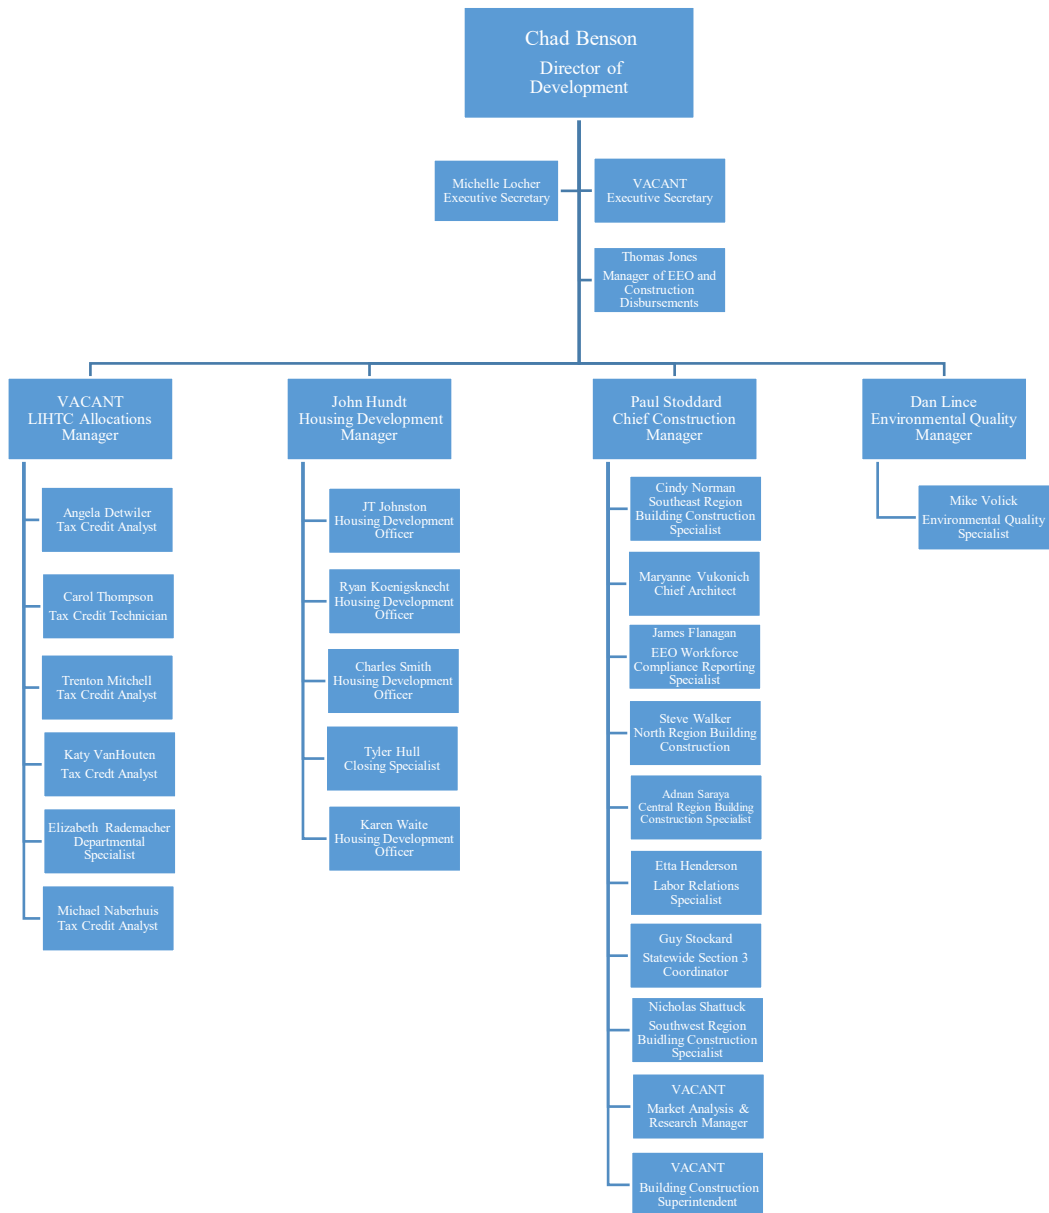 Chad Benson
Director of
Development
Michelle Locher
Executive Secretary
VACANT
Executive Secretary
Thomas Jones
Manager of EEO and
Construction
Disbursements
VACANT
LIHTC Allocations
Manager
Angela Detwiler
Tax Credit Analyst
Carol Thompson
Tax Credit Technician
Trenton Mitchell
Tax Credit Analyst
Katy VanHouten
Tax Credt Analyst
Elizabeth Rademacher
Departmental
Specialist
Michael Naberhuis
Tax Credit Analyst
John Hundt
Housing Development
Manager
JT Johnston
Housing Development
Officer
Ryan Koenigsknecht
Housing Development
Officer
Charles Smith
Housing Development
Officer
Tyler Hull
Closing Specialist
Karen Waite
Housing Development
Officer
Paul Stoddard
Chief Construction
Manager
Cindy Norman
Southeast Region
Building Construction
Specialist
Maryanne Vukonich
Chief Architect
James Flanagan
EEO Workforce
Compliance Reporting
Specialist
Steve Walker
North Region Building
Construction
Adnan Saraya
Central Region Building
Construction Specialist
Etta Henderson
Labor Relations
Specialist
Guy Stockard
Statewide Section 3
Coordinator
Nicholas Shattuck
Southwest Region
Buidling Construction
Specialist
VACANT
Market Analysis &
Research Manager
VACANT
Building Construction
Superintendent
Dan Lince
Environmental Quality
Manager
Mike Volick
Environmental Quality
Specialist